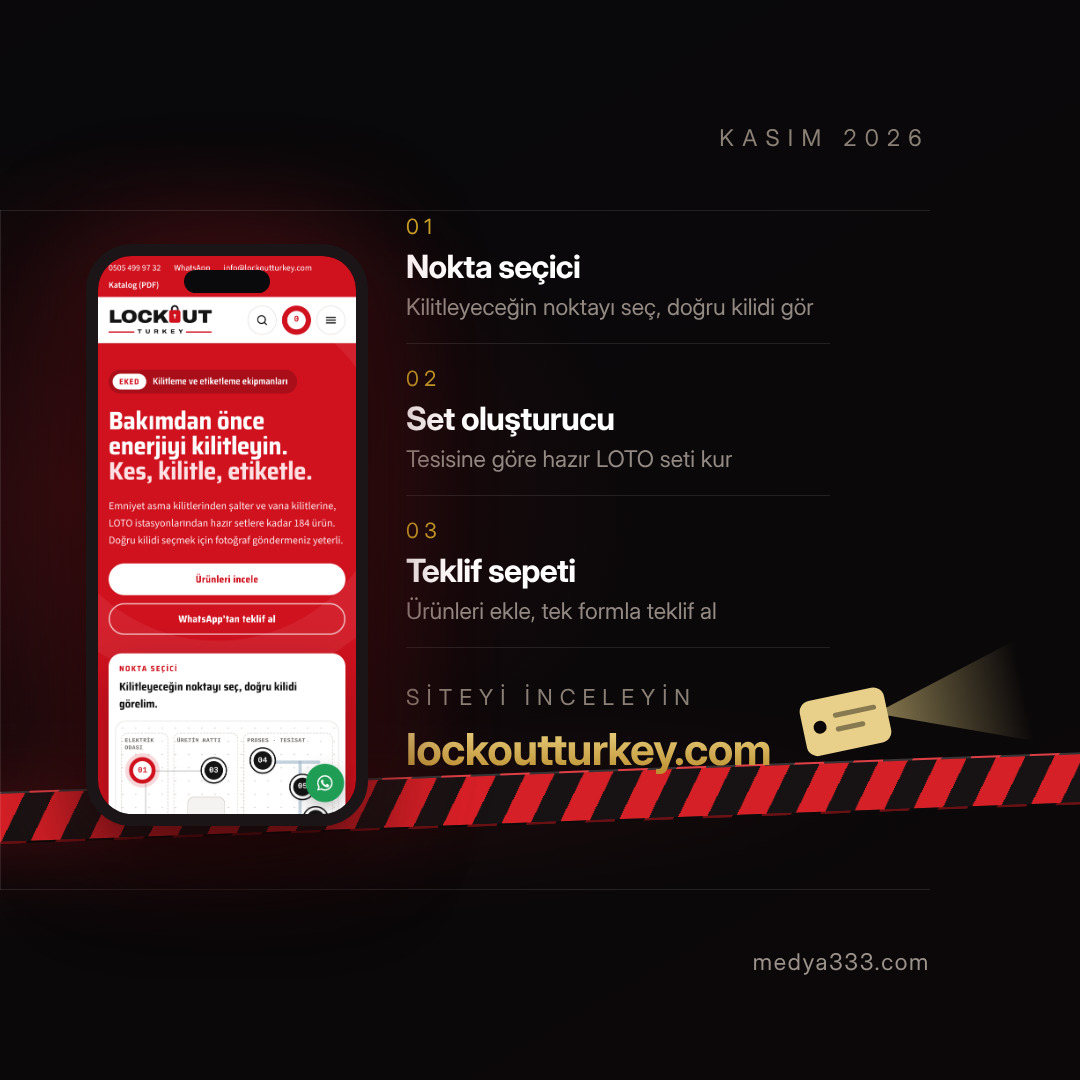 KASIM 2026
0505 499 97 32 WhatsApp info@lockoutturkey.com
Katalog (PDF)
LOCKOUT
TURKEY
0
EKED Kilitleme ve etiketleme ekipmanları
Bakımdan önce
enerjiyi kilitleyin.
Kes, kilitle, etiketle.
Emniyet asma kilitlerinden şalter ve vana kilitlerine,
LOTO istasyonlarından hazır setlere kadar 184 ürün.
Doğru kilidi seçmek için fotoğraf göndermeniz yeterli.
Ürünleri incele
WhatsApp'tan teklif al
NOKTA SEÇİCİ
Kilitleyeceğin noktayı seç, doğru kilidi
görelim.
ELEKTRİK
ODASI
ÜRETİM HATTI
PROSES · TESİSAT
01
03
04
05
01
Nokta seçici
Kilitleyeceğin noktayı seç, doğru kilidi gör
02
Set oluşturucu
Tesisine göre hazır LOTO seti kur
03
Teklif sepeti
Ürünleri ekle, tek formla teklif al
SİTEYİ İNCELEYİN
lockoutturkey.com
medya333.com